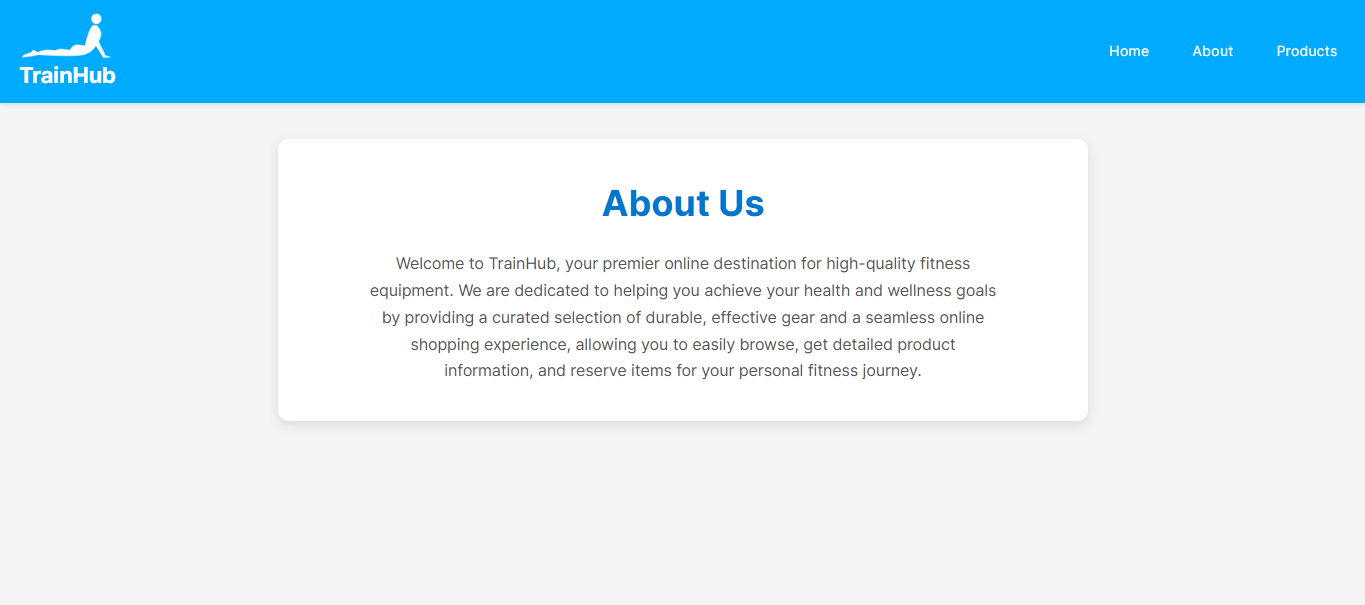 TrainHub
Home About Products
About Us
Welcome to TrainHub, your premier online destination for high-quality fitness
equipment. We are dedicated to helping you achieve your health and wellness goals
by providing a curated selection of durable, effective gear and a seamless online
shopping experience, allowing you to easily browse, get detailed product
information, and reserve items for your personal fitness journey.